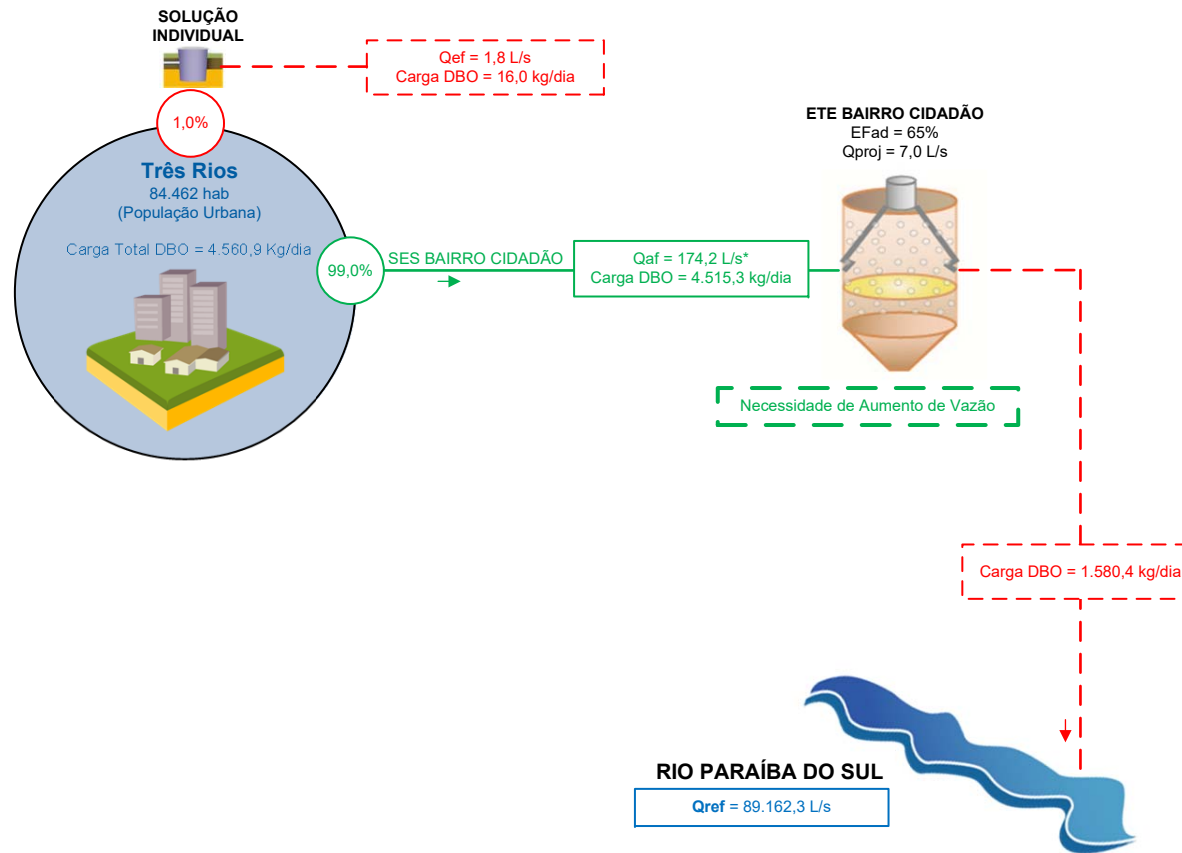 SOLUÇÃO
INDIVIDUAL
Qef = 1,8 L/s
Carga DBO = 16,0 kg/dia
1,0%
Três Rios
84.462 hab
(População Urbana)
Carga Total DBO = 4.560,9 Kg/dia
99,0%
SES BAIRRO CIDADÃO
Qaf = 174,2 L/s*
Carga DBO = 4.515,3 kg/dia
ETE BAIRRO CIDADÃO
EFad = 65%
Qproj = 7,0 L/s
Necessidade de Aumento de Vazão
Carga DBO = 1.580,4 kg/dia
RIO PARAÍBA DO SUL
Qref = 89.162,3 L/s